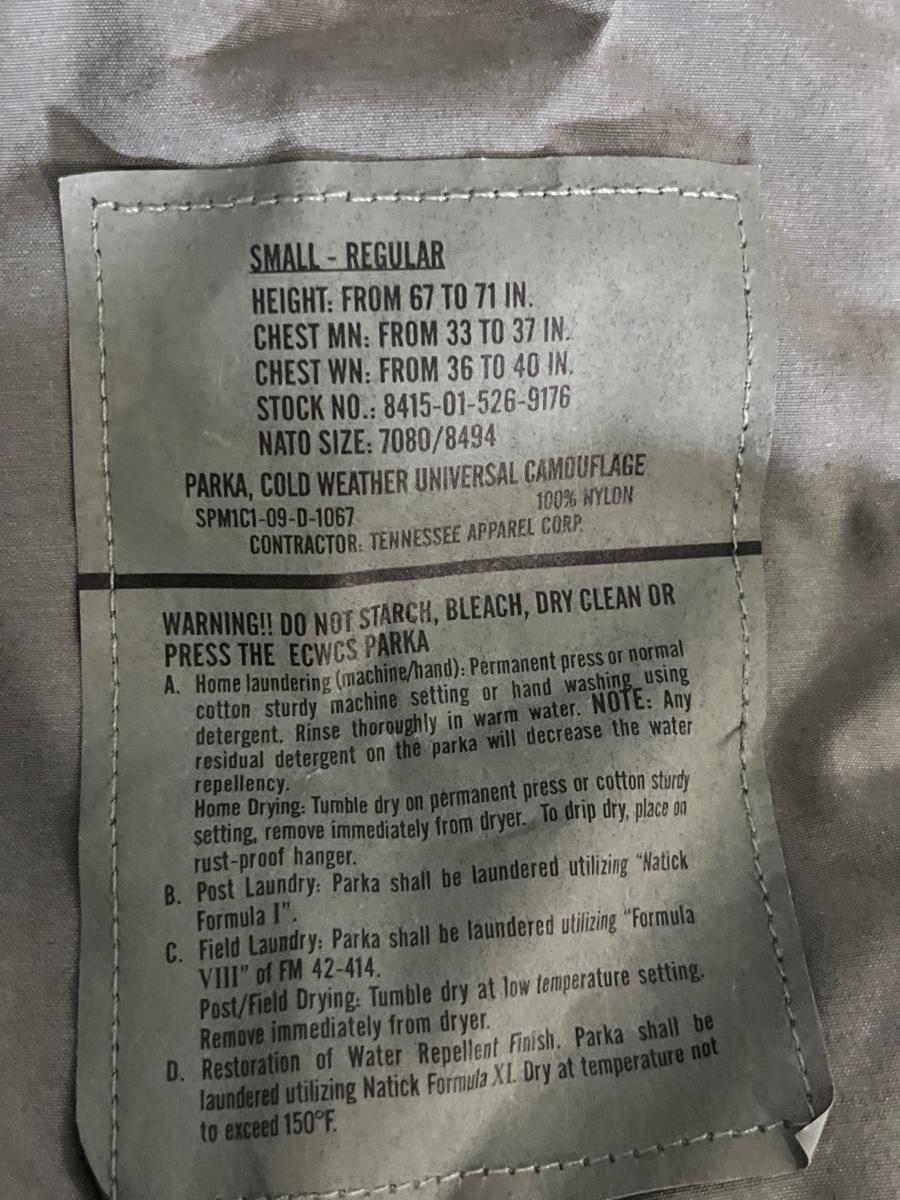 SMALL - REGULAR
HEIGHT: FROM 67 TO 71 IN.
CHEST MN: FROM 33 TO 37 IN.
CHEST WN: FROM 36 TO 40 IN.
STOCK NO.: 8415-01-526-9176
NATO SIZE: 7080/8494
PARKA, COLD WEATHER UNIVERSAL CAMOUFLAGE
SPM1C1-09-D-1067 100% NYLON
CONTRACTOR: TENNESSEE APPAREL CORP.
WARNING!! DO NOT STARCH, BLEACH, DRY CLEAN OR
PRESS THE ECWCS PARKA
A. Home laundering (machine/hand): Permanent press or normal
cotton sturdy machine setting or hand washing using
detergent. Rinse thoroughly in warm water. NOTE: Any
residual detergent on the parka will decrease the water
repellency.
Home Drying: Tumble dry on permanent press or cotton sturdy
setting, remove immediately from dryer. To drip dry, place on
rust-proof hanger.
B. Post Laundry: Parka shall be laundered utilizing "Natick
Formula I".
C. Field Laundry: Parka shall be laundered utilizing "Formula
VIII" of FM 42-414.
Post/Field Drying: Tumble dry at low temperature setting.
Remove immediately from dryer.
D. Restoration of Water Repellent Finish. Parka shall be
laundered utilizing Natick Formula XI. Dry at temperature not
to exceed 150°F.